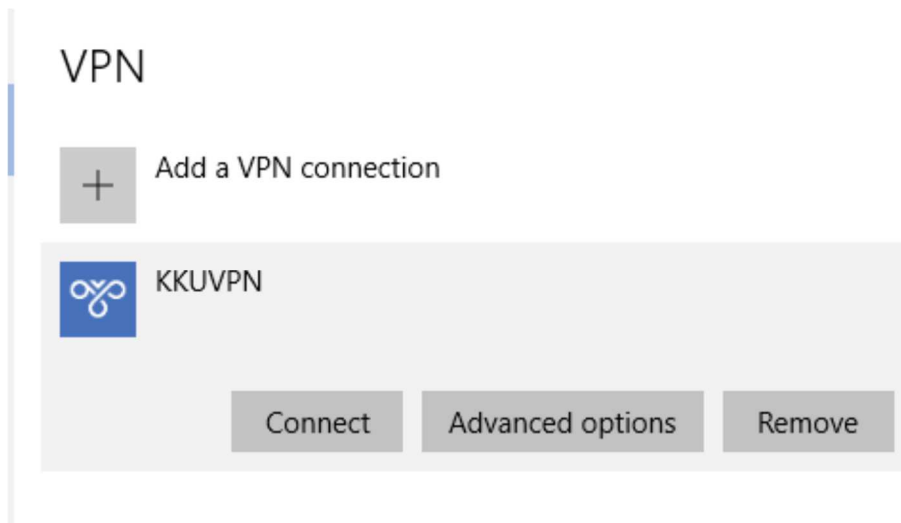 VPN
Add a VPN connection
KKUVPN
Connect Advanced options Remove